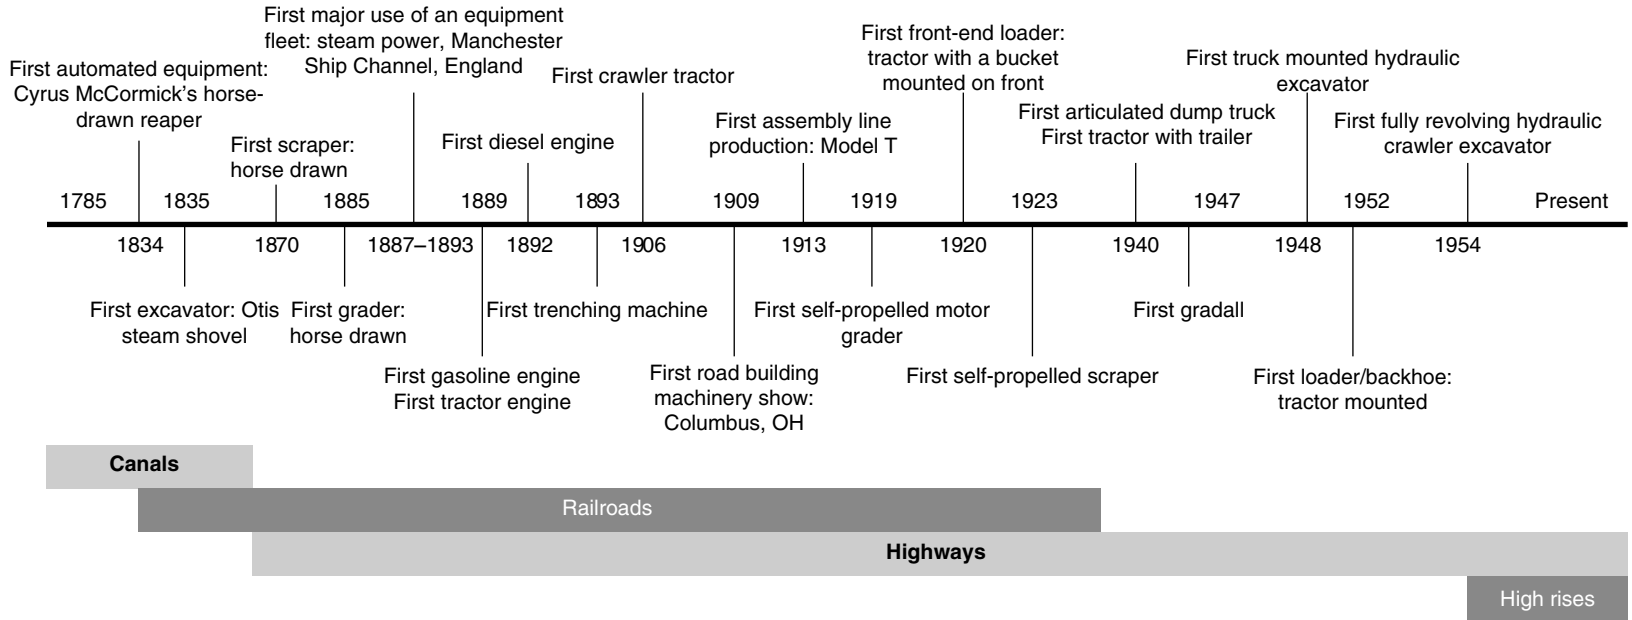 First major use of an equipment
fleet: steam power, Manchester
Ship Channel, England
First automated equipment:
Cyrus McCormick’s horse-
drawn reaper
First scraper:
horse drawn
First diesel engine
First crawler tractor
First assembly line
production: Model T
First front-end loader:
tractor with a bucket
mounted on front
First articulated dump truck
First tractor with trailer
First truck mounted hydraulic
excavator
First fully revolving hydraulic
crawler excavator
1785 1835 1885 1889 1893 1909 1919 1923 1947 1952 Present
1834 1870 1887–1893 1892 1906 1913 1920 1940 1948 1954
First excavator: Otis
steam shovel
First grader:
horse drawn
First gasoline engine
First tractor engine
First trenching machine
First road building
machinery show:
Columbus, OH
First self-propelled motor
grader
First self-propelled scraper
First gradall
First loader/backhoe:
tractor mounted
Canals
Railroads
Highways
High rises